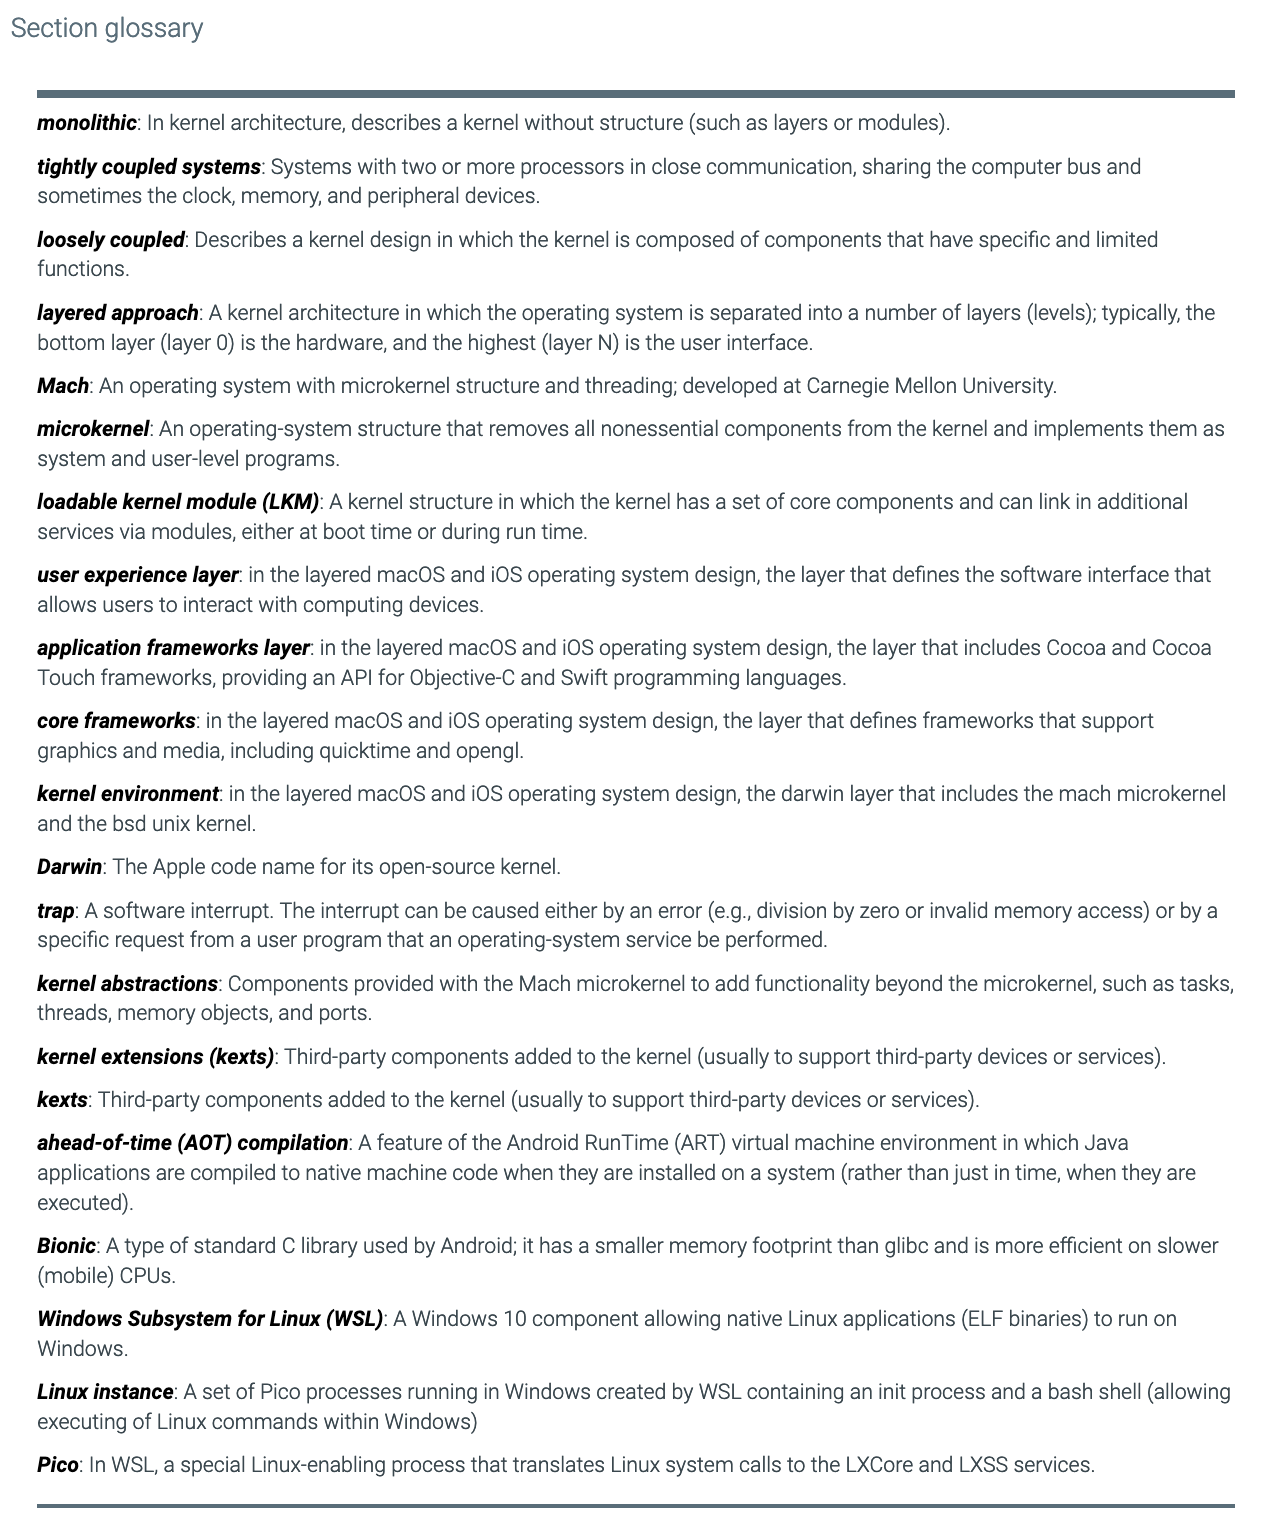 Section glossary
monolithic: In kernel architecture, describes a kernel without structure (such as layers or modules).
tightly coupled systems: Systems with two or more processors in close communication, sharing the computer bus and
sometimes the clock, memory, and peripheral devices.
loosely coupled: Describes a kernel design in which the kernel is composed of components that have specific and limited
functions.
layered approach: A kernel architecture in which the operating system is separated into a number of layers (levels); typically, the
bottom layer (layer 0) is the hardware, and the highest (layer N) is the user interface.
Mach: An operating system with microkernel structure and threading; developed at Carnegie Mellon University.
microkernel: An operating-system structure that removes all nonessential components from the kernel and implements them as
system and user-level programs.
loadable kernel module (LKM): A kernel structure in which the kernel has a set of core components and can link in additional
services via modules, either at boot time or during run time.
user experience layer: in the layered macOS and iOS operating system design, the layer that defines the software interface that
allows users to interact with computing devices.
application frameworks layer: in the layered macOS and iOS operating system design, the layer that includes Cocoa and Cocoa
Touch frameworks, providing an API for Objective-C and Swift programming languages.
core frameworks: in the layered macOS and iOS operating system design, the layer that defines frameworks that support
graphics and media, including quicktime and opengl.
kernel environment: in the layered macOS and iOS operating system design, the darwin layer that includes the mach microkernel
and the bsd unix kernel.
Darwin: The Apple code name for its open-source kernel.
trap: A software interrupt. The interrupt can be caused either by an error (e.g., division by zero or invalid memory access) or by a
specific request from a user program that an operating-system service be performed.
kernel abstractions: Components provided with the Mach microkernel to add functionality beyond the microkernel, such as tasks,
threads, memory objects, and ports.
kernel extensions (kexts): Third-party components added to the kernel (usually to support third-party devices or services).
kexts: Third-party components added to the kernel (usually to support third-party devices or services).
ahead-of-time (AOT) compilation: A feature of the Android RunTime (ART) virtual machine environment in which Java
applications are compiled to native machine code when they are installed on a system (rather than just in time, when they are
executed).
Bionic: A type of standard C library used by Android; it has a smaller memory footprint than glibc and is more efficient on slower
(mobile) CPUs.
Windows Subsystem for Linux (WSL): A Windows 10 component allowing native Linux applications (ELF binaries) to run on
Windows.
Linux instance: A set of Pico processes running in Windows created by WSL containing an init process and a bash shell (allowing
executing of Linux commands within Windows)
Pico: In WSL, a special Linux-enabling process that translates Linux system calls to the LXCore and LXSS services.